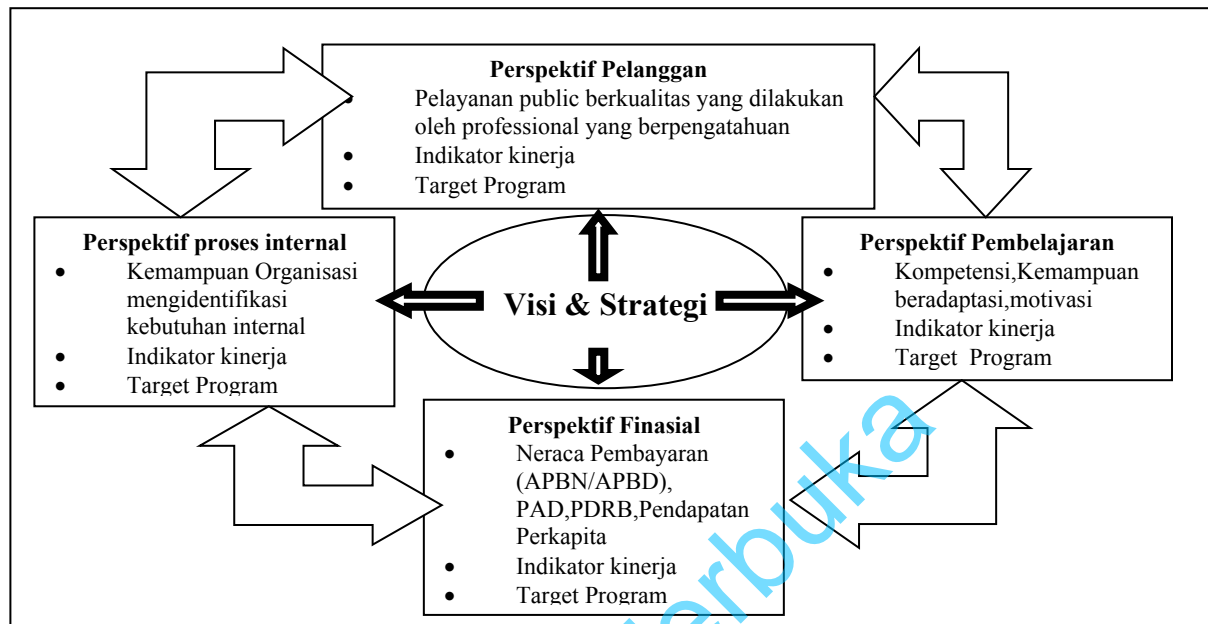 Perspektif Pelanggan
• Pelayanan public berkualitas yang dilakukan
oleh professional yang berpengatahuan
• Indikator kinerja
• Target Program
Perspektif proses internal
• Kemampuan Organisasi
mengidentifikasi
kebutuhan internal
• Indikator kinerja
• Target Program
Visi & Strategi
Perspektif Pembelajaran
• Kompetensi,Kemampuan
beradaptasi,motivasi
• Indikator kinerja
• Target Program
Perspektif Finasial
• Neraca Pembayaran
(APBN/APBD),
PAD,PDRB,Pendapatan
Perkapita
• Indikator kinerja
• Target Program
erbuka